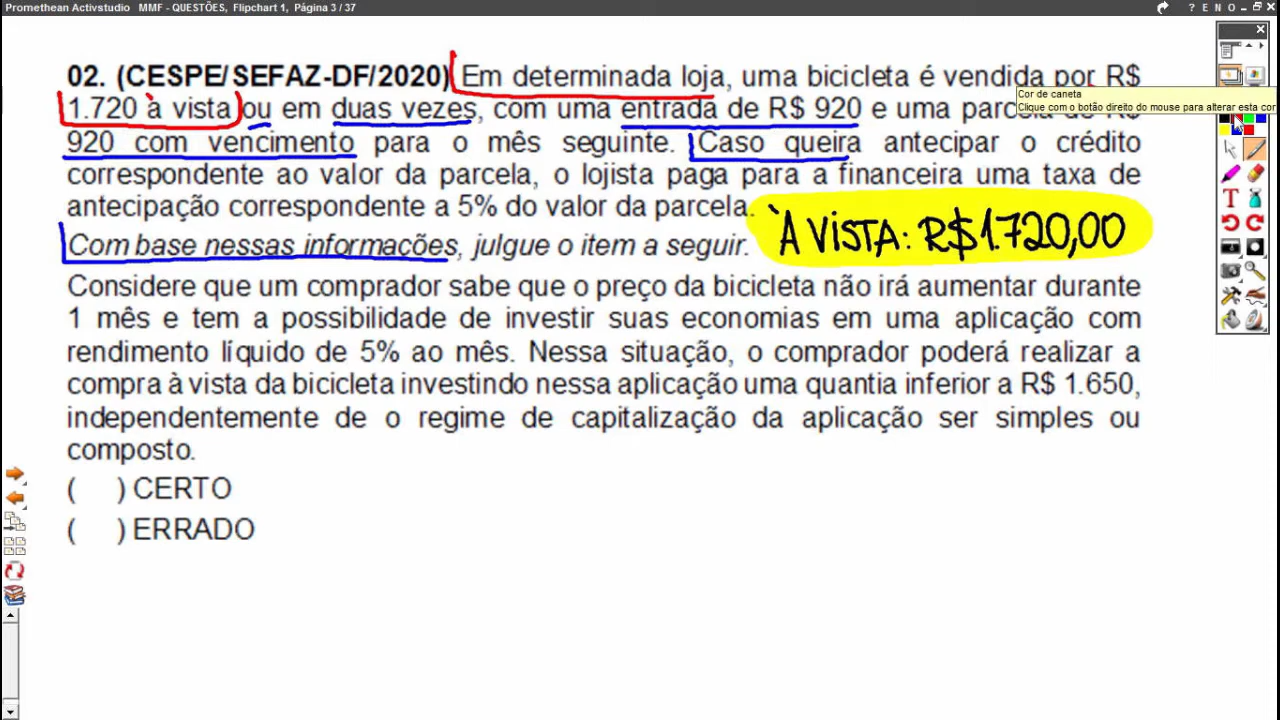 Promethean Activstudio MMF - QUESTÕES, Flipchart 1, Página 3 / 37
? E N O
02. (CESPE/SEFAZ-DF/2020) Em determinada loja, uma bicicleta é vendida por R$
Cor de caneta
Clique com o botão direito do mouse para alterar esta cor
1.720 à vista ou em duas vezes, com uma entrada de R$ 920 e uma parcela de R$
920 com vencimento para o mês seguinte. Caso queira antecipar o crédito
correspondente ao valor da parcela, o lojista paga para a financeira uma taxa de
antecipação correspondente a 5% do valor da parcela.
À VISTA: R$1.720,00
Com base nessas informações, julgue o item a seguir.
Considere que um comprador sabe que o preço da bicicleta não irá aumentar durante
1 mês e tem a possibilidade de investir suas economias em uma aplicação com
rendimento líquido de 5% ao mês. Nessa situação, o comprador poderá realizar a
compra à vista da bicicleta investindo nessa aplicação uma quantia inferior a R$ 1.650,
independentemente de o regime de capitalização da aplicação ser simples ou
composto.
( ) CERTO
( ) ERRADO